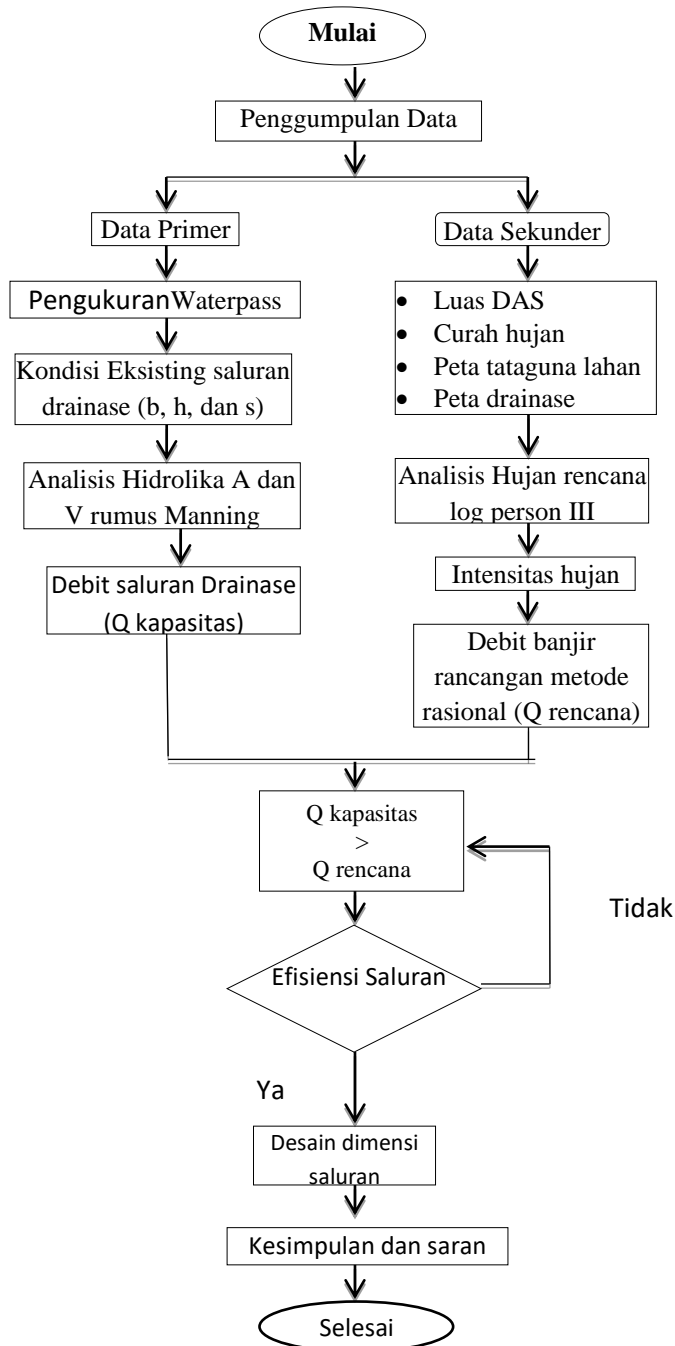 Mulai
Penggumpulan Data
Data Primer
Data Sekunder
PengukuranWaterpass
• Luas DAS
• Curah hujan
• Peta tataguna lahan
• Peta drainase
Kondisi Eksisting saluran
drainase (b, h, dan s)
Analisis Hidrolika A dan
V rumus Manning
Analisis Hujan rencana
log person III
Intensitas hujan
Debit saluran Drainase
(Q kapasitas)
Debit banjir
rancangan metode
rasional (Q rencana)
Q kapasitas
>
Q rencana
Tidak
Efisiensi Saluran
Ya
Desain dimensi
saluran
Kesimpulan dan saran
Selesai